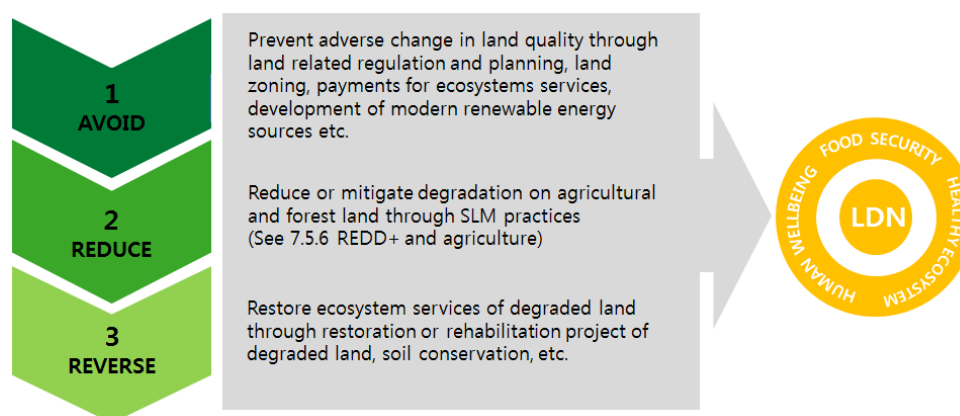 1
AVOID
Prevent adverse change in land quality through
land related regulation and planning, land
zoning, payments for ecosystems services,
development of modern renewable energy
sources etc.
2
REDUCE
Reduce or mitigate degradation on agricultural
and forest land through SLM practices
(See 7.5.6 REDD+ and agriculture)
3
REVERSE
Restore ecosystem services of degraded land
through restoration or rehabilitation project of
degraded land, soil conservation, etc.
HUMAN WELLBEING
FOOD SECURITY
HEALTHY ECOSYSTEM
LDN